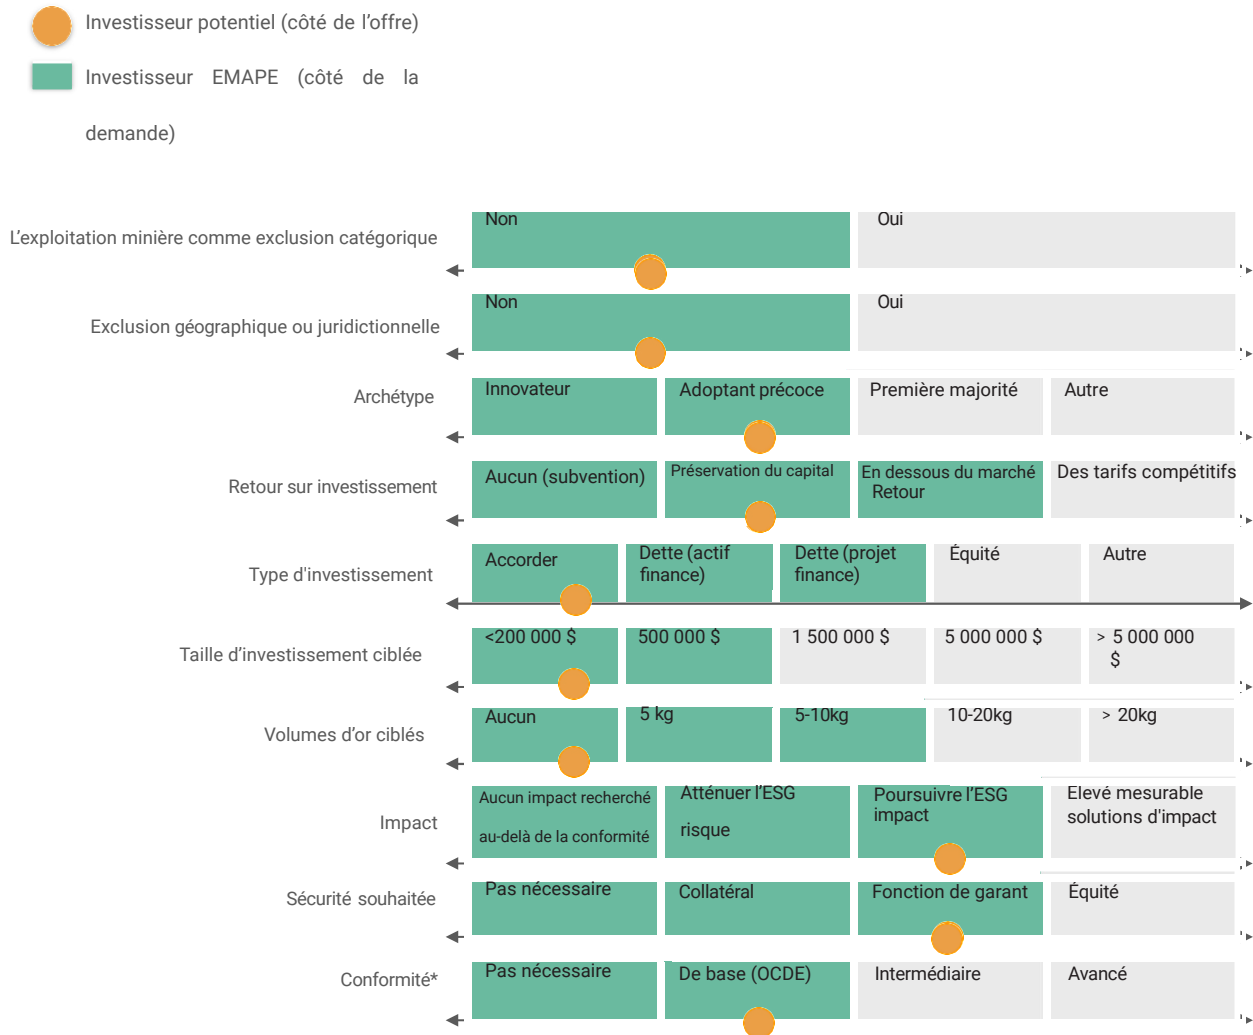 Investisseur potentiel (côté de l’offre)
Investisseur EMAPE (côté de la
demande)
L’exploitation minière comme exclusion catégorique
Non
Oui
Exclusion géographique ou juridictionnelle
Non
Oui
Archétype
Innovateur
Adoptant précoce
Première majorité
Autre
Retour sur investissement
Aucun (subvention)
Préservation du capital
En dessous du marché
Retour
Des tarifs compétitifs
Type d'investissement
Accorder
Dette (actif
finance)
Dette (projet
finance)
Équité
Autre
Taille d’investissement ciblée
<200 000 $
500 000 $
1 500 000 $
5 000 000 $
> 5 000 000
$
Volumes d’or ciblés
Aucun
5 kg
5-10kg
10-20kg
> 20kg
Impact
Aucun impact recherché
au-delà de la conformité
Atténuer l’ESG
risque
Poursuivre l’ESG
impact
Elevé mesurable
solutions d'impact
Sécurité souhaitée
Pas nécessaire
Collatéral
Fonction de garant
Équité
Conformité*
Pas nécessaire
De base (OCDE)
Intermédiaire
Avancé